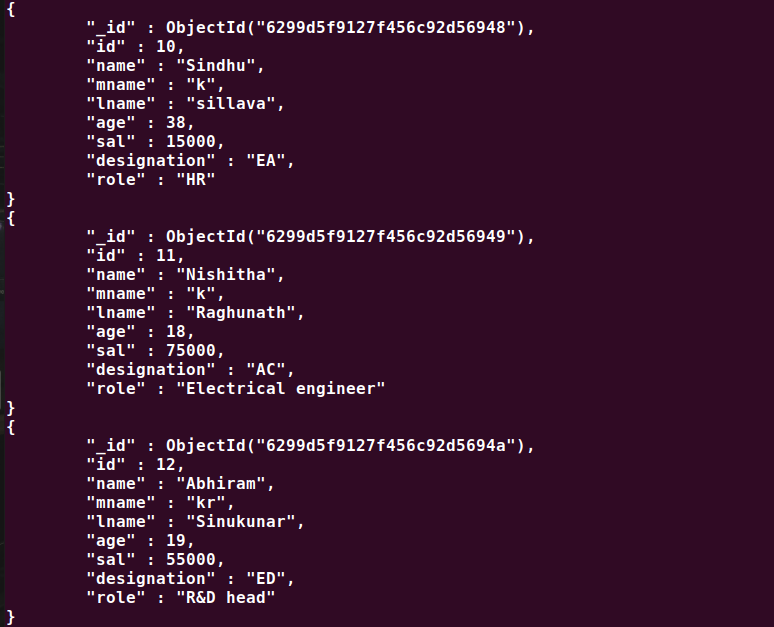 {
"_id" : ObjectId("6299d5f9127f456c92d56948"),
"id" : 10,
"name" : "Sindhu",
"mname" : "k",
"lname" : "sillava",
"age" : 38,
"sal" : 15000,
"designation" : "EA",
"role" : "HR"
}
{
"_id" : ObjectId("6299d5f9127f456c92d56949"),
"id" : 11,
"name" : "Nishitha",
"mname" : "k",
"lname" : "Raghunath",
"age" : 18,
"sal" : 75000,
"designation" : "AC",
"role" : "Electrical engineer"
}
{
"_id" : ObjectId("6299d5f9127f456c92d5694a"),
"id" : 12,
"name" : "Abhiram",
"mname" : "kr",
"lname" : "Sinukunar",
"age" : 19,
"sal" : 55000,
"designation" : "ED",
"role" : "R&D head"
}